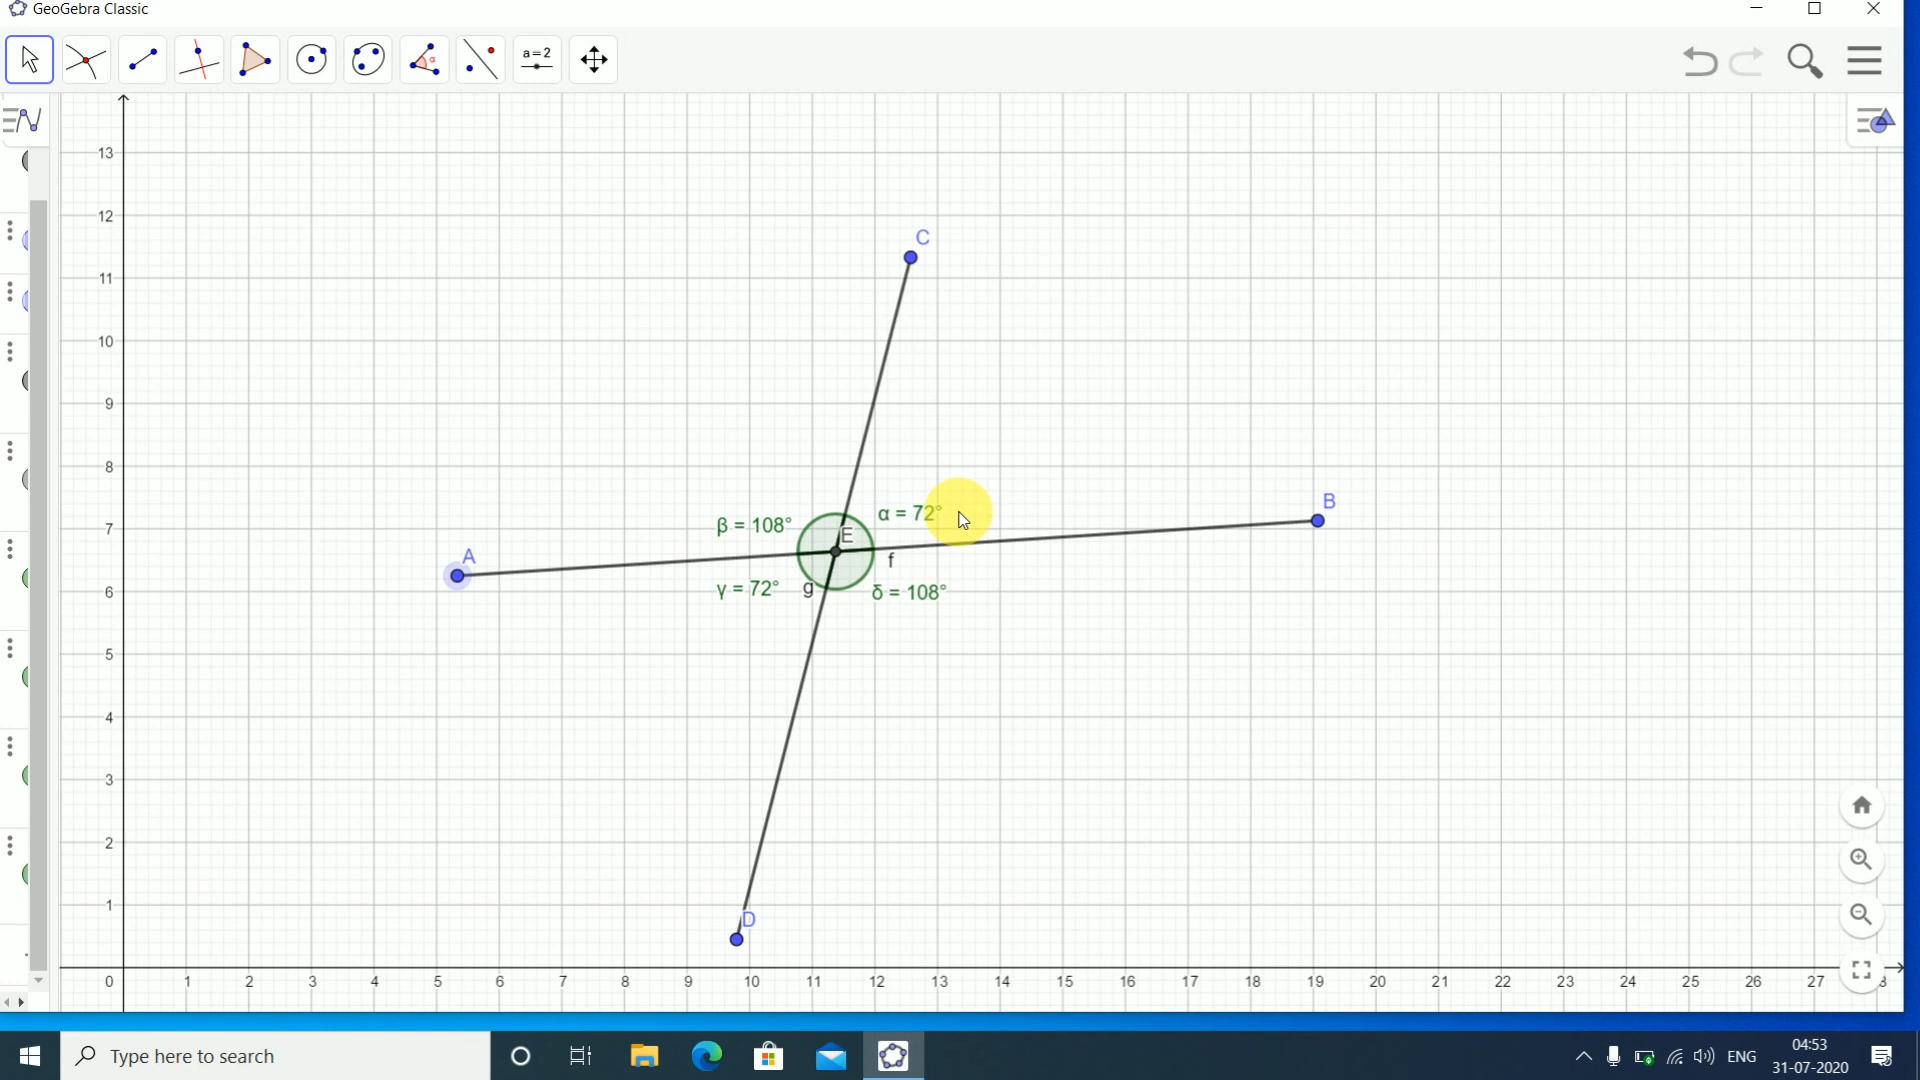 GeoGebra Classic
α
a=2
13
12
11
10
9
8
7
6
5
4
3
2
1
C
B
A
D
E
f
g
β = 108°
α = 72°
γ = 72°
δ = 108°
0 1 2 3 4 5 6 7 8 9 10 11 12 13 14 15 16 17 18 19 20 21 22 23 24 25 26 27
Type here to search
ENG
04:53
31-07-2020